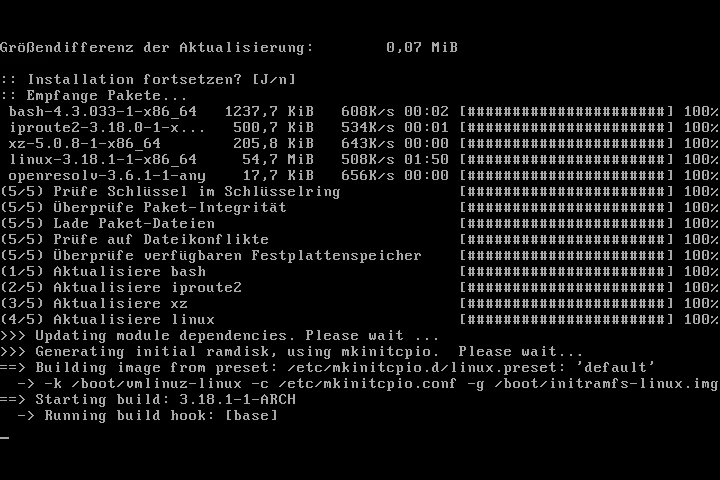 Größendifferenz der Aktualisierung:        0,07 MiB
:: Installation fortsetzen? [J/n]
:: Empfange Pakete...
bash-4.3.033-1-x86_64   1237,7 KiB   608K/s 00:02 [######################] 100%
iproute2-3.18.0-1-x...   500,7 KiB   534K/s 00:01 [######################] 100%
xz-5.0.8-1-x86_64        205,8 KiB   643K/s 00:00 [######################] 100%
linux-3.18.1-1-x86_64     54,7 MiB   508K/s 01:50 [######################] 100%
openresolv-3.6.1-1-any    17,7 KiB   656K/s 00:00 [######################] 100%
(5/5) Prüfe Schlüssel im Schlüsselring             [######################] 100%
(5/5) Überprüfe Paket-Integrität                   [######################] 100%
(5/5) Lade Paket-Dateien                           [######################] 100%
(5/5) Prüfe auf Dateikonflikte                     [######################] 100%
(5/5) Überprüfe verfügbaren Festplattenspeicher    [######################] 100%
(1/5) Aktualisiere bash                            [######################] 100%
(2/5) Aktualisiere iproute2                        [######################] 100%
(3/5) Aktualisiere xz                              [######################] 100%
(4/5) Aktualisiere linux                           [######################] 100%
>>> Updating module dependencies. Please wait ...
>>> Generating initial ramdisk, using mkinitcpio.  Please wait...
==> Building image from preset: /etc/mkinitcpio.d/linux.preset: 'default'
  -> -k /boot/vmlinuz-linux -c /etc/mkinitcpio.conf -g /boot/initramfs-linux.img
==> Starting build: 3.18.1-1-ARCH
  -> Running build hook: [base]